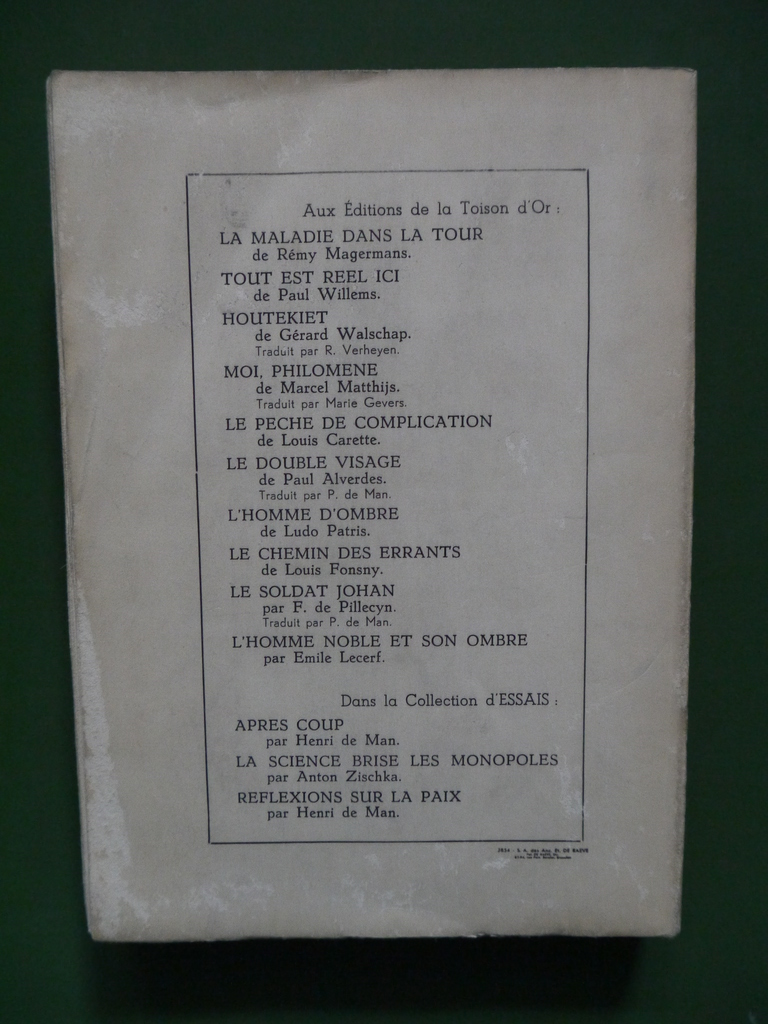 Aux Éditions de la Toison d'Or :
LA MALADIE DANS LA TOUR
de Rémy Magermans.
TOUT EST REEL ICI
de Paul Willems.
HOUTEKIET
de Gérard Walschap.
Traduit par R. Verheyen.
MOI, PHILOMENE
de Marcel Matthijs.
Traduit par Marie Gevers.
LE PECHE DE COMPLICATION
de Louis Carette.
LE DOUBLE VISAGE
de Paul Alverdes.
Traduit par P. de Man.
L'HOMME D'OMBRE
de Ludo Patris.
LE CHEMIN DES ERRANTS
de Louis Fonsny.
LE SOLDAT JOHAN
par F. de Pillecyn.
Traduit par P. de Man.
L'HOMME NOBLE ET SON OMBRE
par Emile Lecerf.
Dans la Collection d'ESSAIS :
APRES COUP
par Henri de Man.
LA SCIENCE BRISE LES MONOPOLES
par Anton Zischka.
REFLEXIONS SUR LA PAIX
par Henri de Man.